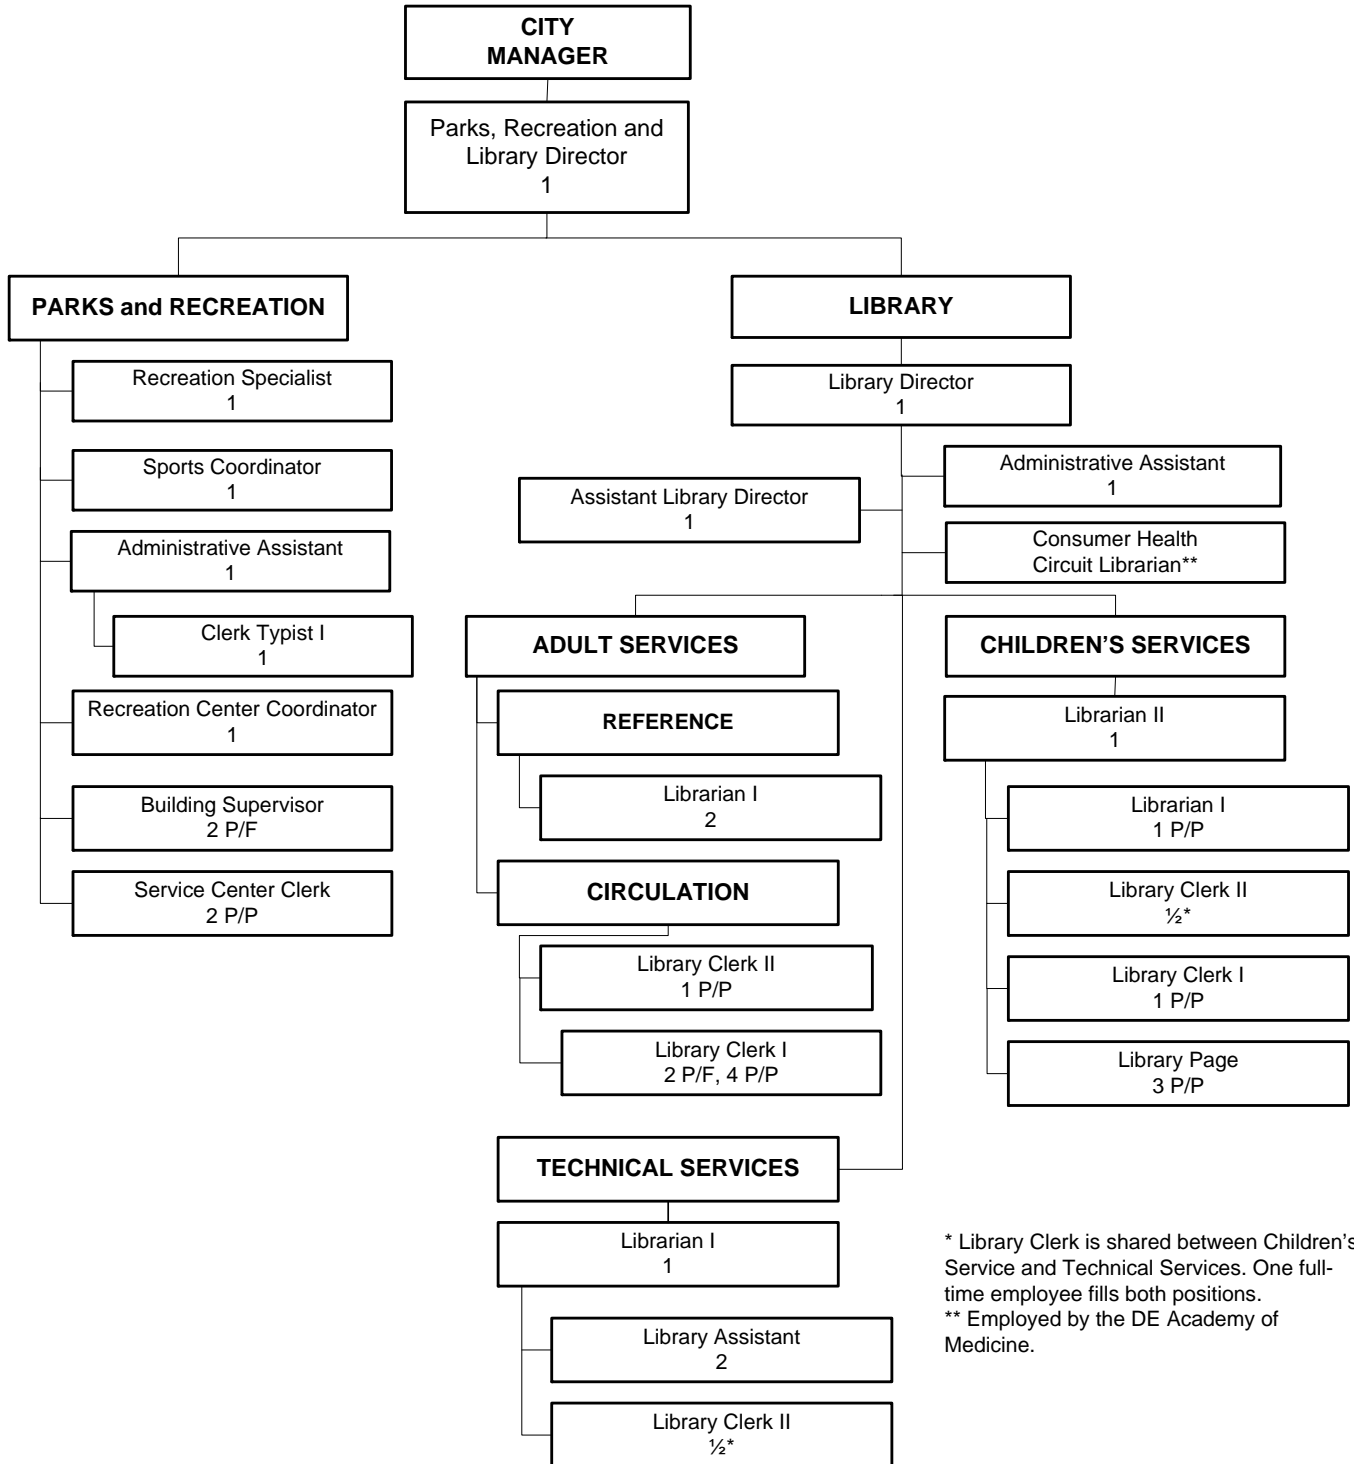 CITY
MANAGER
Parks, Recreation and
Library Director
1
PARKS and RECREATION
Recreation Specialist
1
Sports Coordinator
1
Administrative Assistant
1
Clerk Typist I
1
Recreation Center Coordinator
1
Building Supervisor
2 P/F
Service Center Clerk
2 P/P
LIBRARY
Library Director
1
Administrative Assistant
1
Assistant Library Director
1
Consumer Health
Circuit Librarian**
ADULT SERVICES
REFERENCE
Librarian I
2
CIRCULATION
Library Clerk II
1 P/P
Library Clerk I
2 P/F, 4 P/P
CHILDREN'S SERVICES
Librarian II
1
Librarian I
1 P/P
Library Clerk II
½*
Library Clerk I
1 P/P
Library Page
3 P/P
TECHNICAL SERVICES
Librarian I
1
Library Assistant
2
Library Clerk II
½*
* Library Clerk is shared between Children's
Service and Technical Services. One full-
time employee fills both positions.
** Employed by the DE Academy of
Medicine.